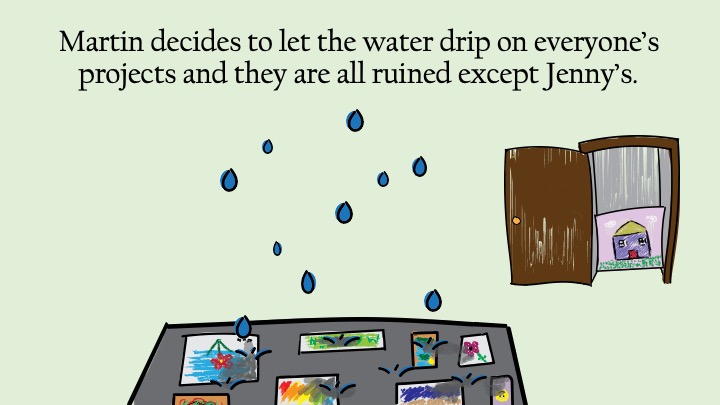 Martin decides to let the water drip on everyone's
projects and they are all ruined except Jenny's.